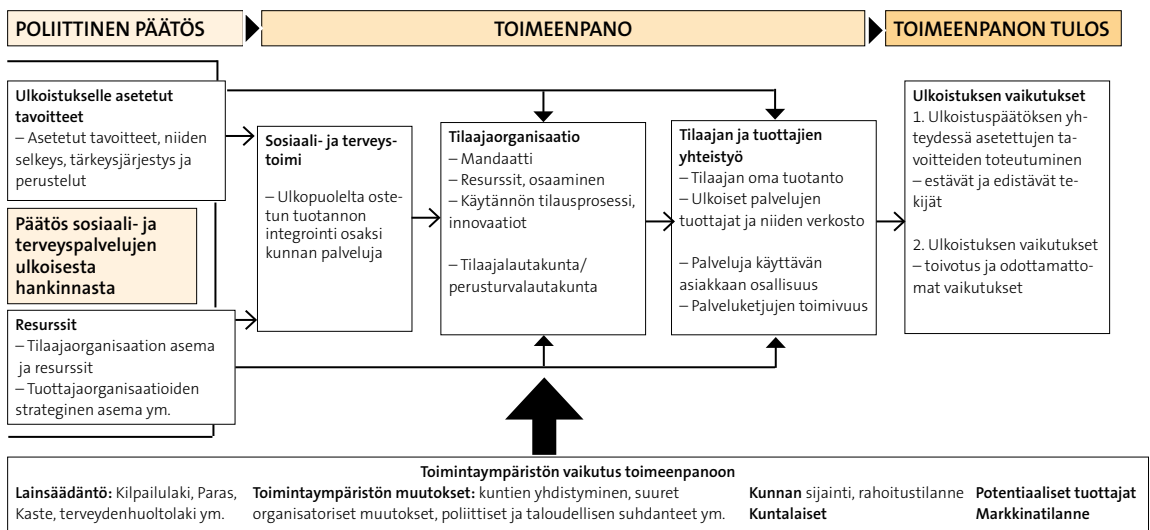 POLIITTINEN PÄÄTÖS
TOIMEENPANO
TOIMEENPANON TULOS
Ulkoistukselle asetetut
tavoitteet
– Asetetut tavoitteet, niiden
selkeys, tärkeysjärjestys ja
perustelut
Päätös sosiaali- ja
terveyspalvelujen
ulkoisesta
hankinnasta
Resurssit
– Tilaajaorganisaation asema
ja resurssit
– Tuottajaorganisaatioiden
strateginen asema ym.
Sosiaali- ja terveys-
toimi
– Ulkopuolelta oste-
tun tuotannon
integrointi osaksi
kunnan palveluja
Tilaajaorganisaatio
– Mandaatti
– Resurssit, osaaminen
– Käytännön tilausprosessi,
innovaatiot
– Tilaajalautakunta/
perusturvalautakunta
Tilaajan ja tuottajien
yhteistyö
– Tilaajan oma tuotanto
– Ulkoiset palvelujen
tuottajat ja niiden verkosto
– Palveluja käyttävän
asiakkaan osallisuus
– Palveluketjujen toimivuus
Ulkoistuksen vaikutukset
1. Ulkoistuspäätöksen yh-
teydessä asetettujen ta-
voitteiden toteutuminen
– estävät ja edistävät te-
kijät
2. Ulkoistuksen vaikutukset
– toivotut ja odottamatto-
mat vaikutukset
Toimintaympäristön vaikutus toimeenpanoon
Lainsäädäntö: Kilpailulaki, Paras,
Kaste, terveydenhuoltolaki ym.
Toimintaympäristön muutokset: kuntien yhdistyminen, suuret
organisatoriset muutokset, poliittiset ja taloudellisen suhdanteet ym.
Kunnan sijainti, rahoitustilanne
Kuntalaiset
Potentiaaliset tuottajat
Markkinatilanne